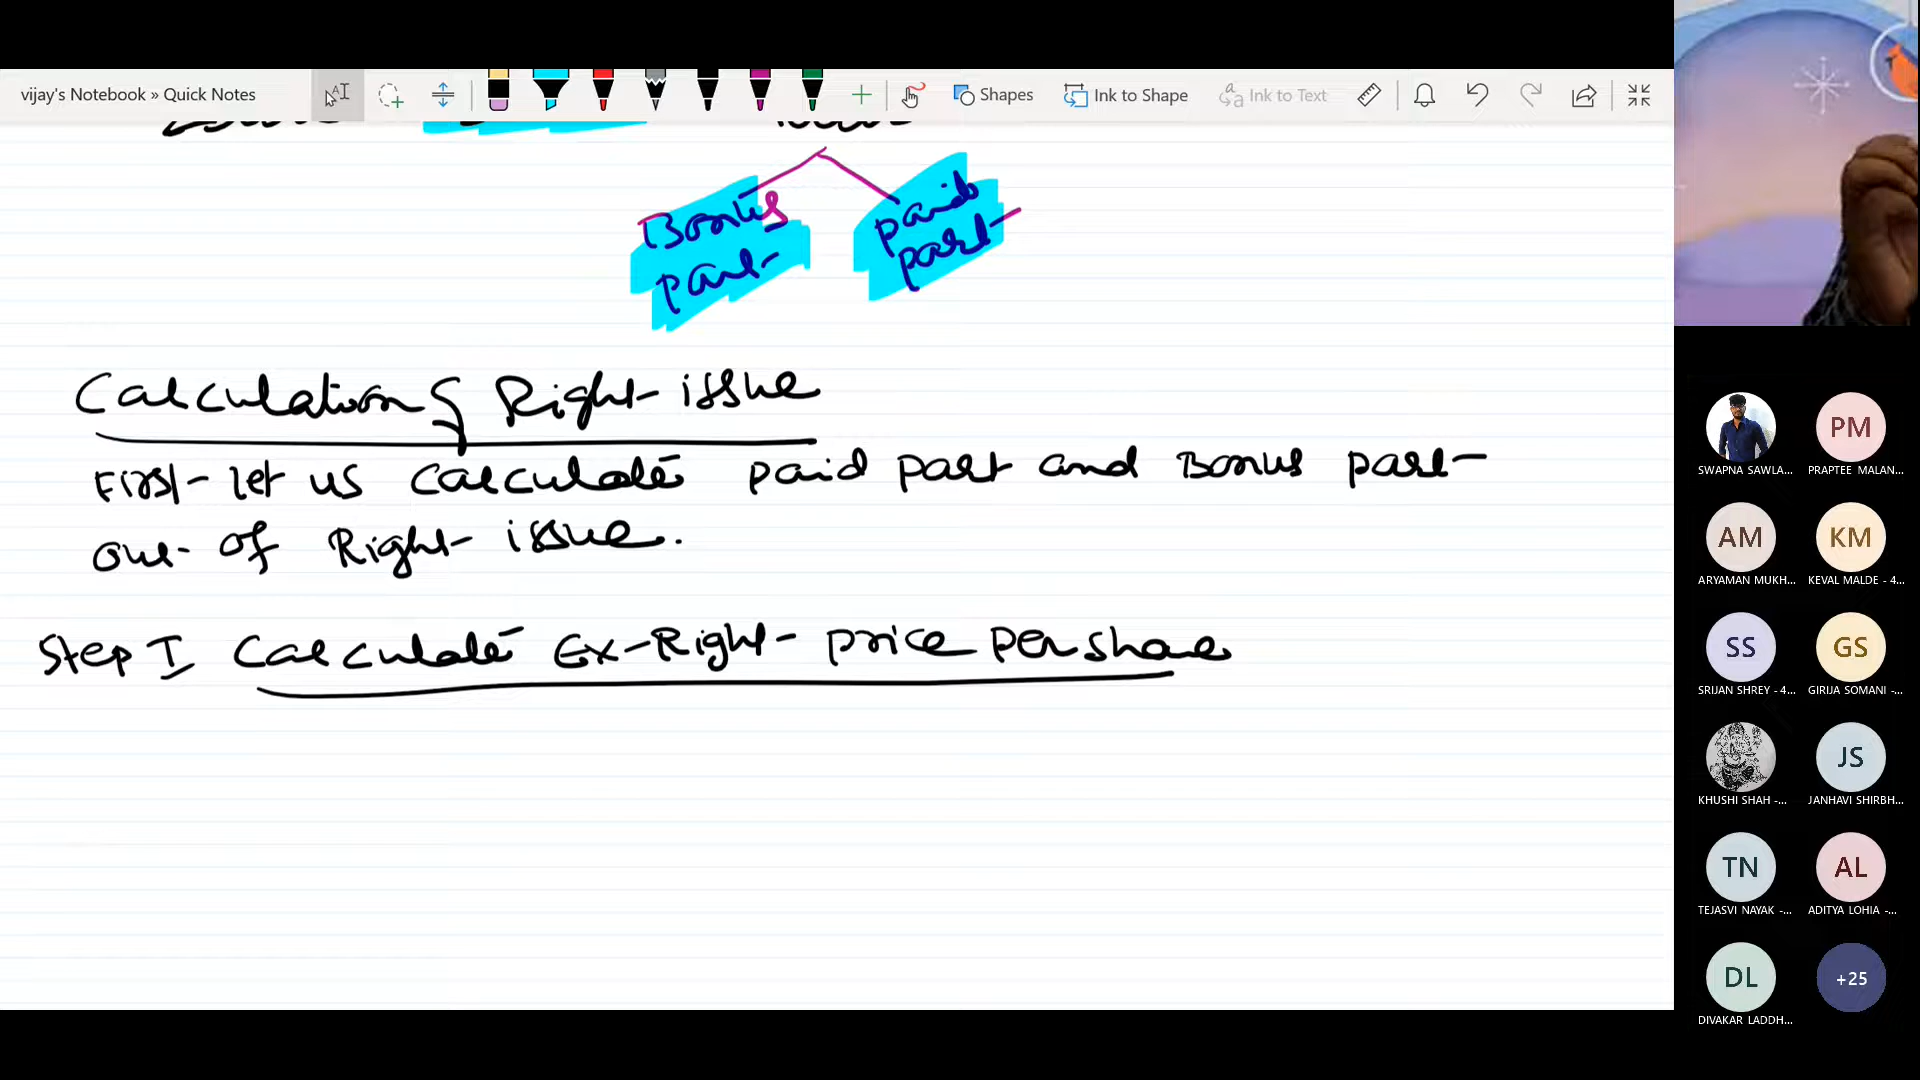 vijay's Notebook » Quick Notes
Shapes
Ink to Shape
Ink to Text
Bonus
part
paid
part
Calculation of Right issue
First let us calculate paid part and Bonus part
out of Right issue.
Step I Calculate Ex-Right price per share
SWAPNA SAWLA...
PM
PRAPTEE MALAN...
AM
ARYAMAN MUKH...
KM
KEVAL MALDE - 4...
SS
SRIJAN SHREY - 4...
GS
GIRIJA SOMANI -...
KHUSHI SHAH -...
JS
JANHAVI SHIRBH...
TN
TEJASVI NAYAK -...
AL
ADITYA LOHIA -...
DL
DIVAKAR LADDH...
+25